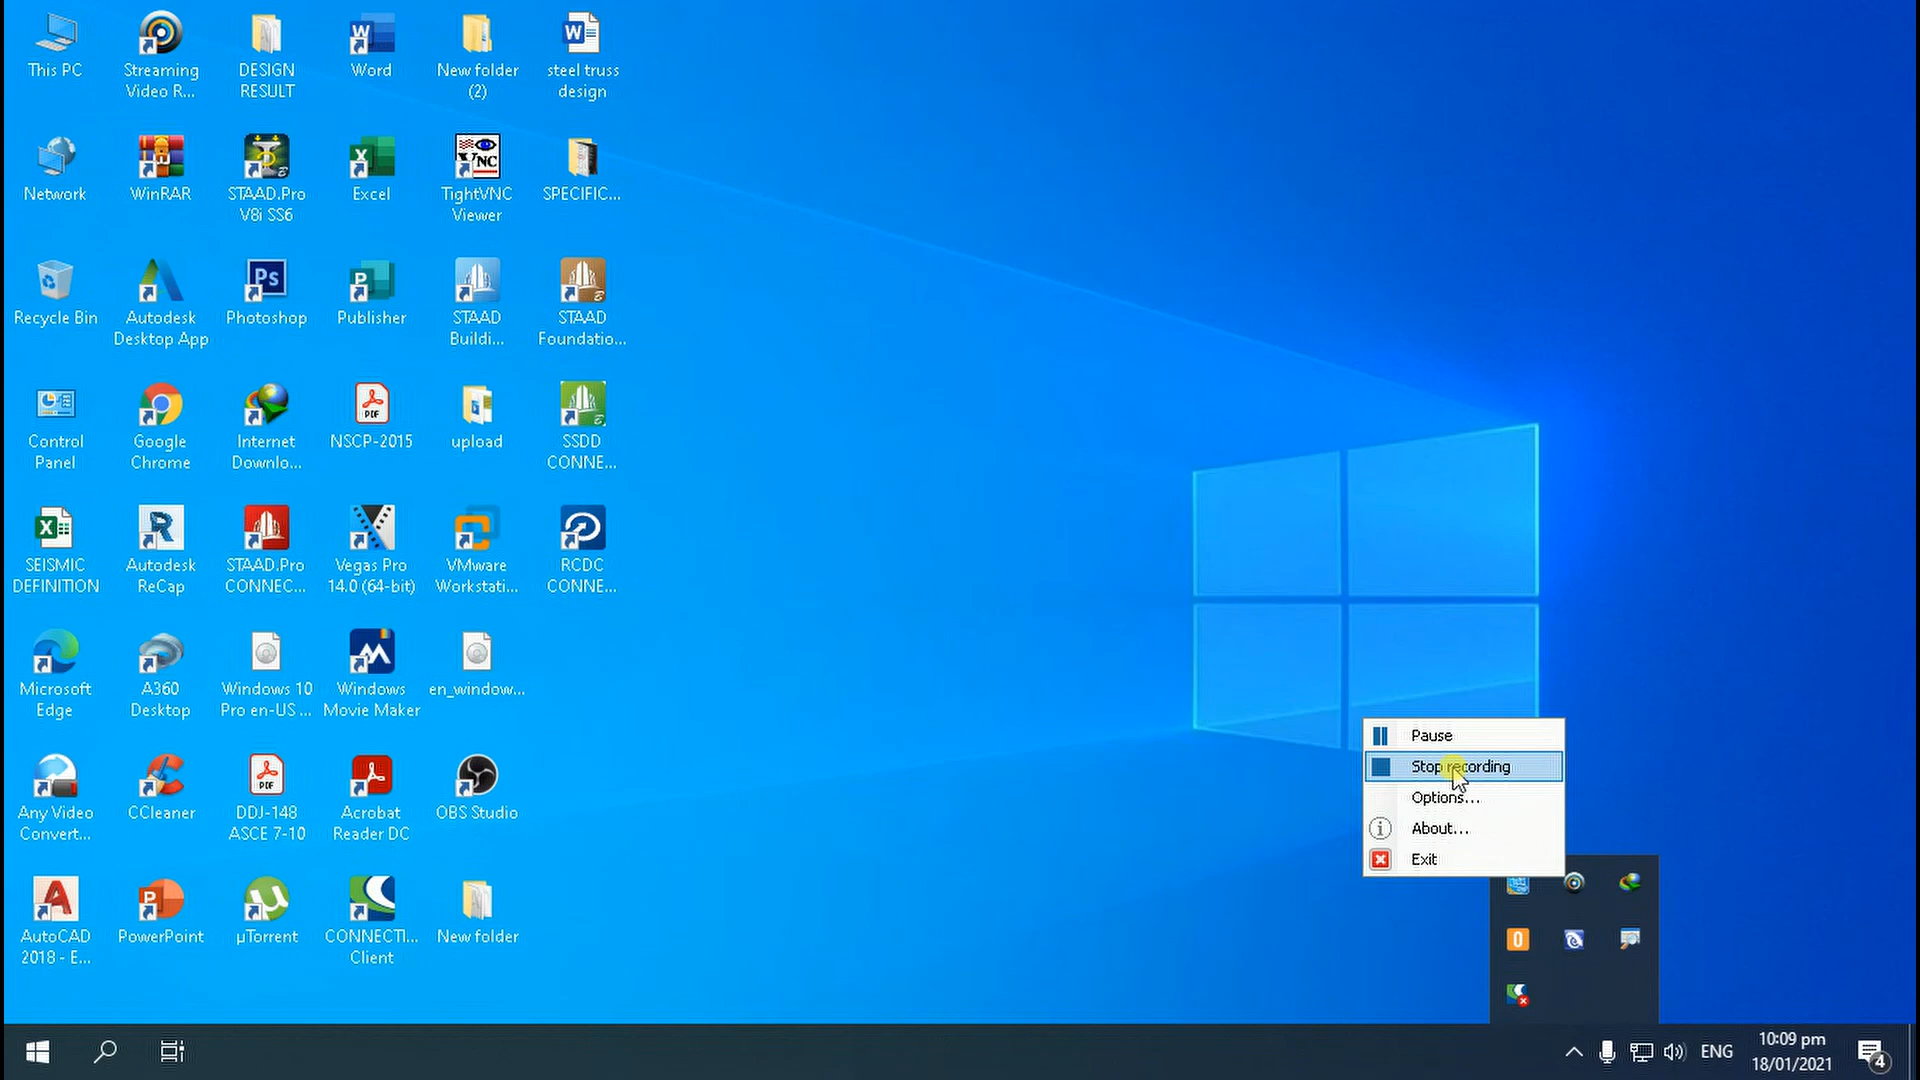 This PC
Streaming
Video R...
DESIGN
RESULT
Word
New folder
(2)
steel truss
design
Network
WinRAR
STAAD.Pro
V8i SS6
Excel
TightVNC
Viewer
SPECIFIC...
Recycle Bin
Autodesk
Desktop App
Photoshop
Publisher
STAAD
Buildi...
STAAD
Foundatio...
Control
Panel
Google
Chrome
Internet
Downlo...
NSCP-2015
upload
SSDD
CONNE...
SEISMIC
DEFINITION
Autodesk
ReCap
STAAD.Pro
CONNEC...
Vegas Pro
14.0 (64-bit)
VMware
Workstati...
RCDC
CONNE...
Microsoft
Edge
A360
Desktop
Windows 10
Pro en-US ...
Windows
Movie Maker
en_window...
Any Video
Convert...
CCleaner
DDJ-148
ASCE 7-10
Acrobat
Reader DC
OBS Studio
AutoCAD
2018 - E...
PowerPoint
µTorrent
CONNECTI...
Client
New folder
Pause
Stop recording
Options...
About...
Exit
ENG
10:09 pm
18/01/2021
4